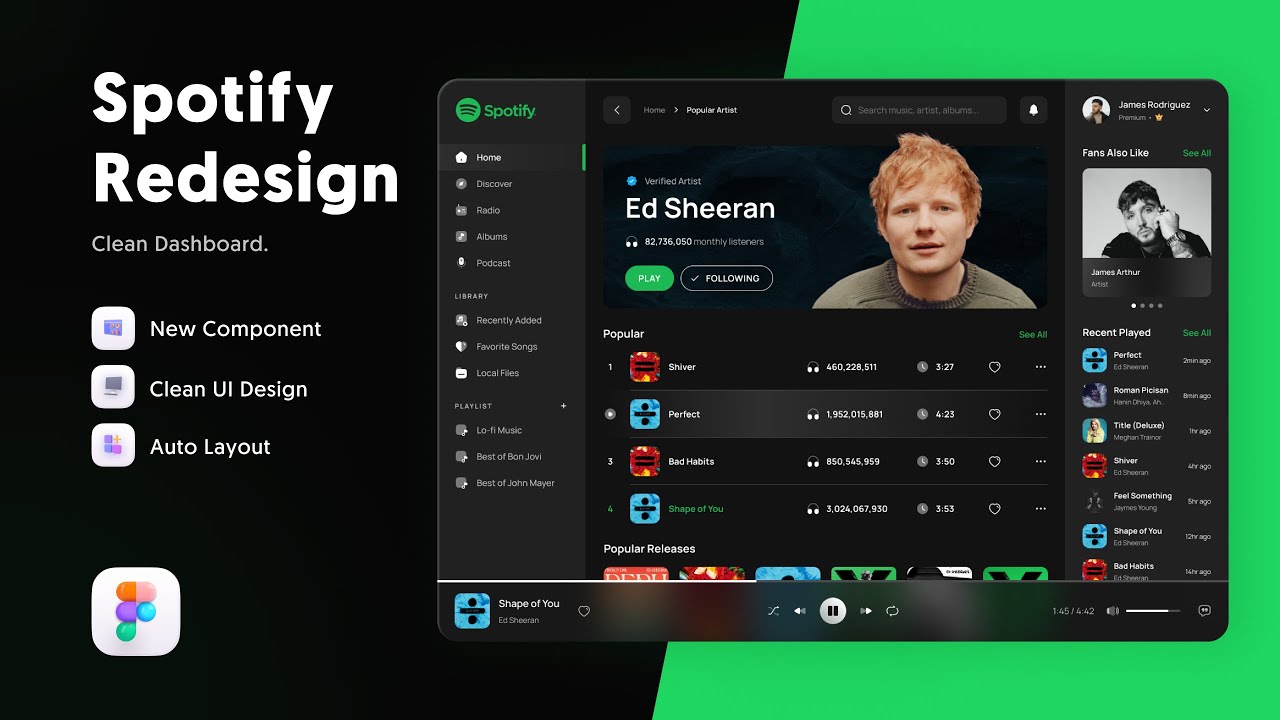 Spotify
Redesign
Clean Dashboard.
New Component
Clean UI Design
Auto Layout
Spotify
Home
Discover
Radio
Albums
Podcast
LIBRARY
Recently Added
Favorite Songs
Local Files
PLAYLIST +
Lo-fi Music
Best of Bon Jovi
Best of John Mayer
Home > Popular Artist
Search music, artist, albums...
Verified Artist
Ed Sheeran
82,736,050 monthly listeners
PLAY
FOLLOWING
Popular
See All
1 Shiver 460,228,511 3:27
Perfect 1,952,015,881 4:23
3 Bad Habits 850,545,959 3:50
4 Shape of You 3,024,067,930 3:53
Popular Releases
James Rodriguez
Premium •
Fans Also Like
See All
James Arthur
Artist
Recent Played
See All
Perfect
Ed Sheeran
2min ago
Roman Picisan
Hanin Dhiya, Ah...
8min ago
Title (Deluxe)
Meghan Trainor
1hr ago
Shiver
Ed Sheeran
4hr ago
Feel Something
Jaymes Young
5hr ago
Shape of You
Ed Sheeran
12hr ago
Bad Habits
Ed Sheeran
14hr ago
Shape of You
Ed Sheeran
1:45 / 4:42